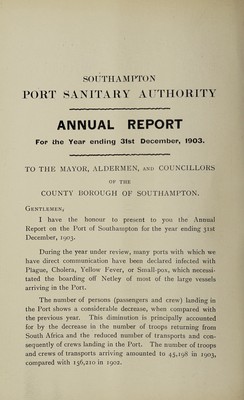 SOUTHAMPTON
PORT SANITARY AUTHORITY
ANNUAL REPORT
For the Year ending 31st December, 1903.
TO THE MAYOR, ALDERMEN, AND COUNCILLORS
OF THE
COUNTY BOROUGH OF SOUTHAMPTON.
GENTLEMEN,
I have the honour to present to you the Annual
Report on the Port of Southampton for the year ending 31st
December, 1903.
During the year under review, many ports with which we
have direct communication have been declared infected with
Plague, Cholera, Yellow Fever, or Small-pox, which necessi-
tated the boarding off Netley of most of the large vessels
arriving in the Port.
The number of persons (passengers and crew) landing in
the Port shows a considerable decrease, when compared with
the previous year. This diminution is principally accounted
for by the decrease in the number of troops returning from
South Africa and the reduced number of transports and con-
sequently of crews landing in the Port. The number of troops
and crews of transports arriving amounted to 45,198 in 1903,
compared with 156,210 in 1902.